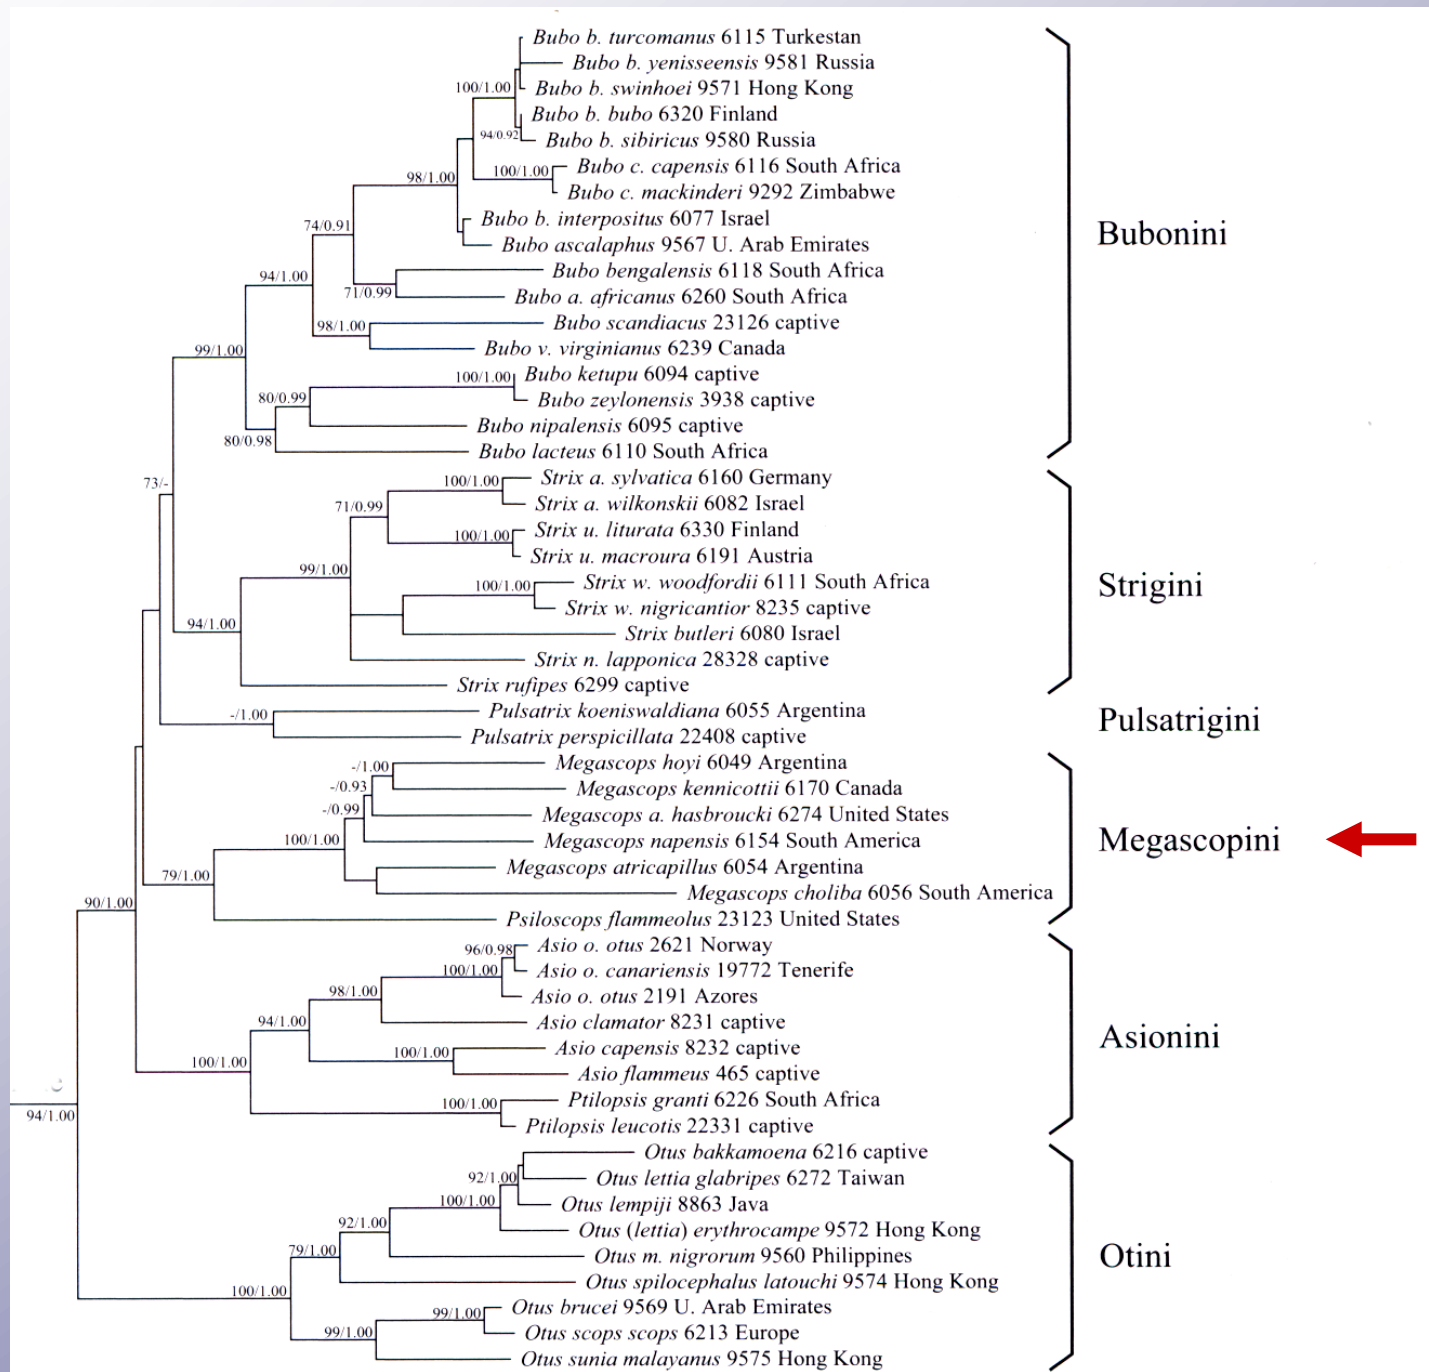 Bubo b. turcomanus 6115 Turkestan
Bubo b. yenisseensis 9581 Russia
100/1.00
Bubo b. swinhoei 9571 Hong Kong
Bubo b. bubo 6320 Finland
94/0.92
Bubo b. sibiricus 9580 Russia
100/1.00
Bubo c. capensis 6116 South Africa
98/1.00
Bubo c. mackinderi 9292 Zimbabwe
74/0.91
Bubo b. interpositus 6077 Israel
Bubonini
Bubo ascalaphus 9567 U. Arab Emirates
94/1.00
Bubo bengalensis 6118 South Africa
71/0.99
Bubo a. africanus 6260 South Africa
98/1.00
Bubo scandiacus 23126 captive
99/1.00
Bubo v. virginianus 6239 Canada
100/1.00
Bubo ketupu 6094 captive
80/0.99
Bubo zeylonensis 3938 captive
Bubo nipalensis 6095 captive
80/0.98
Bubo lacteus 6110 South Africa
73/-
100/1.00
Strix a. sylvatica 6160 Germany
71/0.99
Strix a. wilkonskii 6082 Israel
Strix u. liturata 6330 Finland
100/1.00
Strix u. macroura 6191 Austria
99/1.00
100/1.00
Strix w. woodfordii 6111 South Africa
Strigini
Strix w. nigricantior 8235 captive
94/1.00
Strix butleri 6080 Israel
Strix n. lapponica 28328 captive
Strix rufipes 6299 captive
-/1.00
Pulsatrix koeniswaldiana 6055 Argentina
Pulsatrigini
Pulsatrix perspicillata 22408 captive
-/1.00
Megascops hoyi 6049 Argentina
-/0.93
Megascops kennicottii 6170 Canada
-/0.99
Megascops a. hasbroucki 6274 United States
100/1.00
Megascops napensis 6154 South America
Megascopini
79/1.00
Megascops atricapillus 6054 Argentina
Megascops choliba 6056 South America
90/1.00
Psiloscops flammeolus 23123 United States
96/0.98
Asio o. otus 2621 Norway
100/1.00
Asio o. canariensis 19772 Tenerife
98/1.00
Asio o. otus 2191 Azores
94/1.00
Asio clamator 8231 captive
Asionini
100/1.00
Asio capensis 8232 captive
100/1.00
Asio flammeus 465 captive
100/1.00
Ptilopsis granti 6226 South Africa
94/1.00
Ptilopsis leucotis 22331 captive
Otus bakkamoena 6216 captive
92/1.00
Otus lettia glabripes 6272 Taiwan
100/1.00
Otus lempiji 8863 Java
92/1.00
Otus (lettia) erythrocampe 9572 Hong Kong
79/1.00
Otus m. nigrorum 9560 Philippines
Otini
100/1.00
Otus spilocephalus latouchi 9574 Hong Kong
99/1.00
Otus brucei 9569 U. Arab Emirates
99/1.00
Otus scops scops 6213 Europe
Otus sunia malayanus 9575 Hong Kong